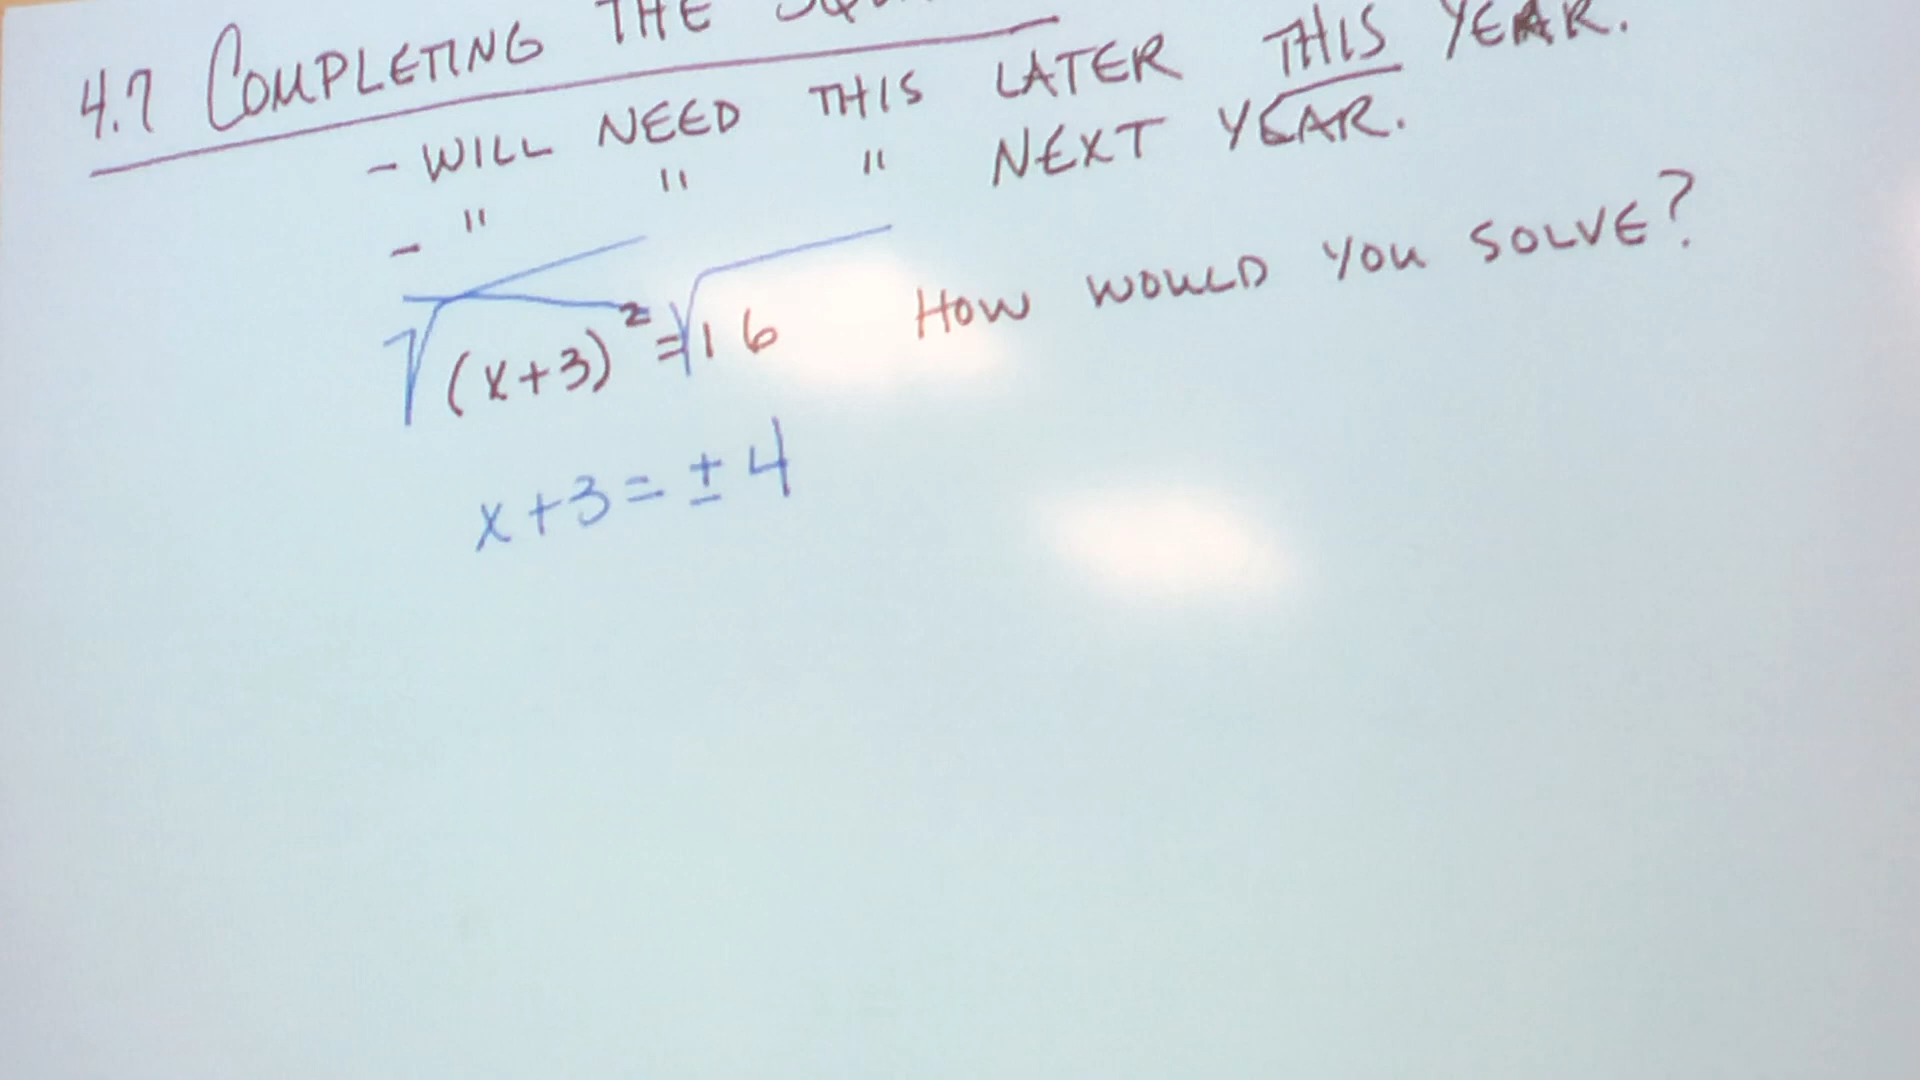 4.7 COMPLETING THE
- WILL NEED THIS LATER THIS YEAR.
- " " " NEXT YEAR.
√(x+3)² = √16 HOW WOULD YOU SOLVE?
x+3 = ± 4